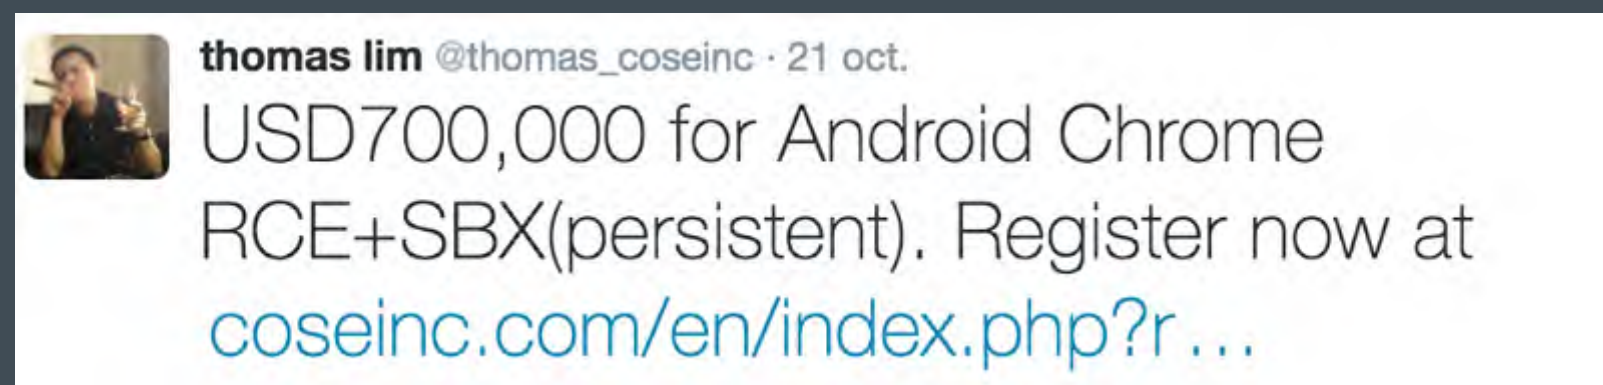 thomas lim @thomas_coseinc · 21 oct.
USD700,000 for Android Chrome
RCE+SBX(persistent). Register now at
coseinc.com/en/index.php?r...